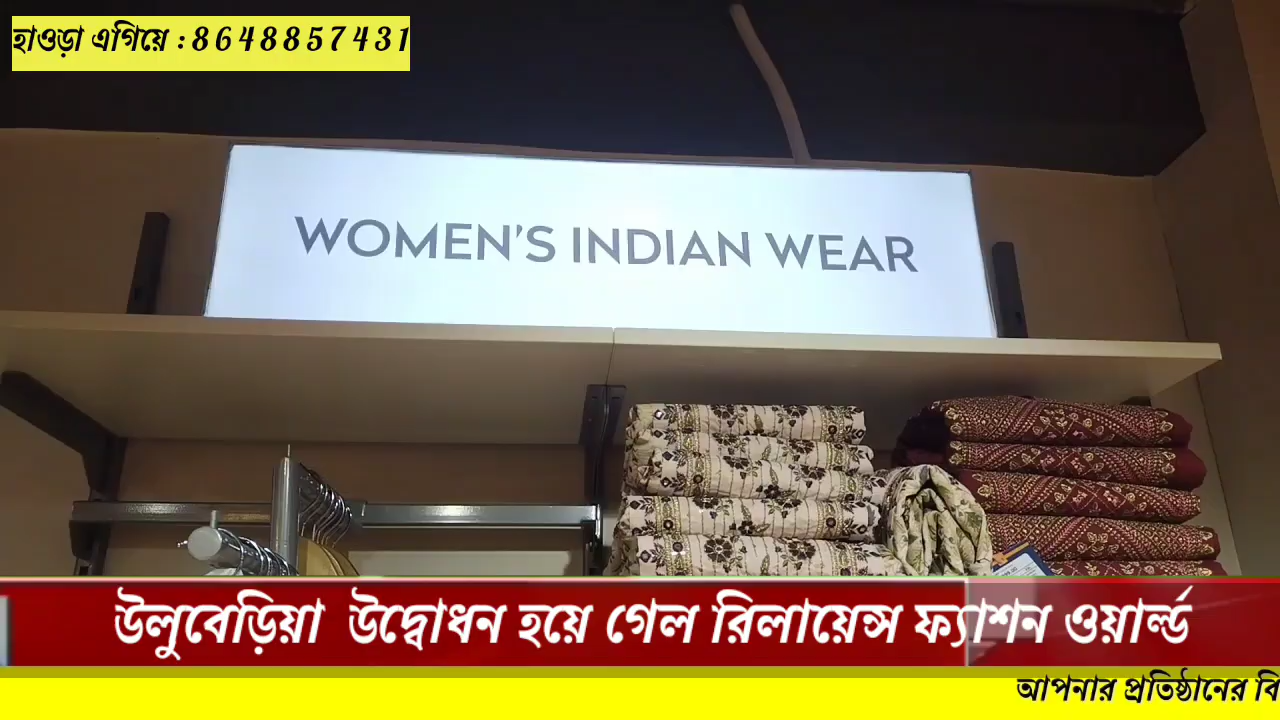 হাওড়া এগিয়ে : 8648857431
WOMEN'S INDIAN WEAR
উলুবেড়িয়া উদ্বোধন হয়ে গেল রিলায়েন্স ফ্যাশন ওয়ার্ল্ড
আপনার প্রতিষ্ঠানের বি